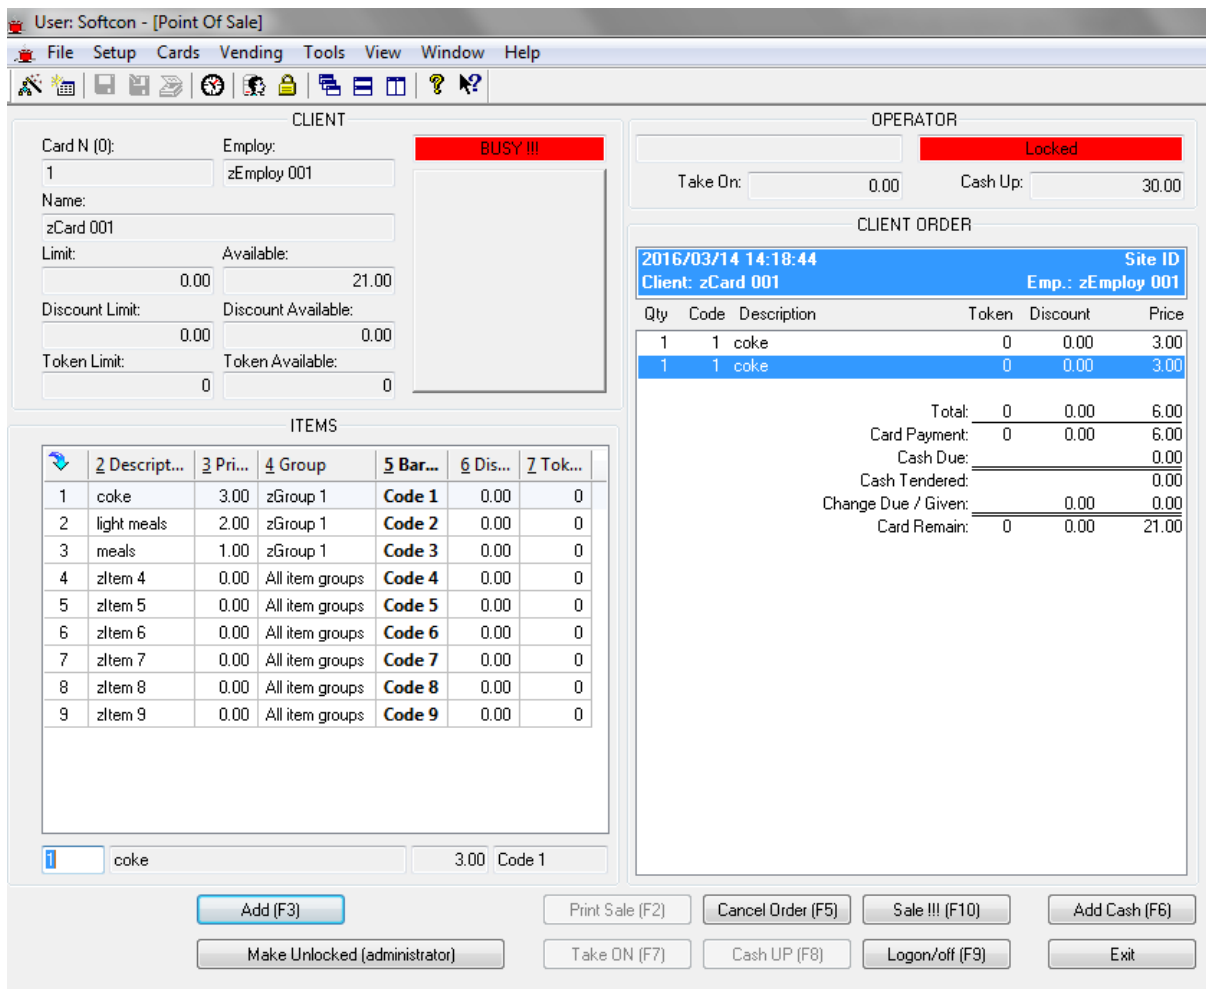 User: Softcon - [Point Of Sale]
File Setup Cards Vending Tools View Window Help
CLIENT
Card N (0): Employ: BUSY !!!
1 zEmploy 001
Name:
zCard 001
Limit: Available:
0.00 21.00
Discount Limit: Discount Available:
0.00 0.00
Token Limit: Token Available:
0 0
OPERATOR
Locked
Take On: 0.00 Cash Up: 30.00
CLIENT ORDER
2016/03/14 14:18:44 Site ID
Client: zCard 001 Emp.: zEmploy 001
Qty Code Description Token Discount Price
1 1 coke 0 0.00 3.00
1 1 coke 0 0.00 3.00
Total: 0 0.00 6.00
Card Payment: 0 0.00 6.00
Cash Due: 0.00
Cash Tendered: 0.00
Change Due / Given: 0.00 0.00
Card Remain: 0 0.00 21.00
ITEMS
2 Descript... 3 Pri... 4 Group 5 Bar... 6 Dis... 7 Tok...
1 coke 3.00 zGroup 1 Code 1 0.00 0
2 light meals 2.00 zGroup 1 Code 2 0.00 0
3 meals 1.00 zGroup 1 Code 3 0.00 0
4 zItem 4 0.00 All item groups Code 4 0.00 0
5 zItem 5 0.00 All item groups Code 5 0.00 0
6 zItem 6 0.00 All item groups Code 6 0.00 0
7 zItem 7 0.00 All item groups Code 7 0.00 0
8 zItem 8 0.00 All item groups Code 8 0.00 0
9 zItem 9 0.00 All item groups Code 9 0.00 0
1 coke 3.00 Code 1
Add (F3) Print Sale (F2) Cancel Order (F5) Sale !!! (F10) Add Cash (F6)
Make Unlocked (administrator) Take ON (F7) Cash UP (F8) Logon/off (F9) Exit